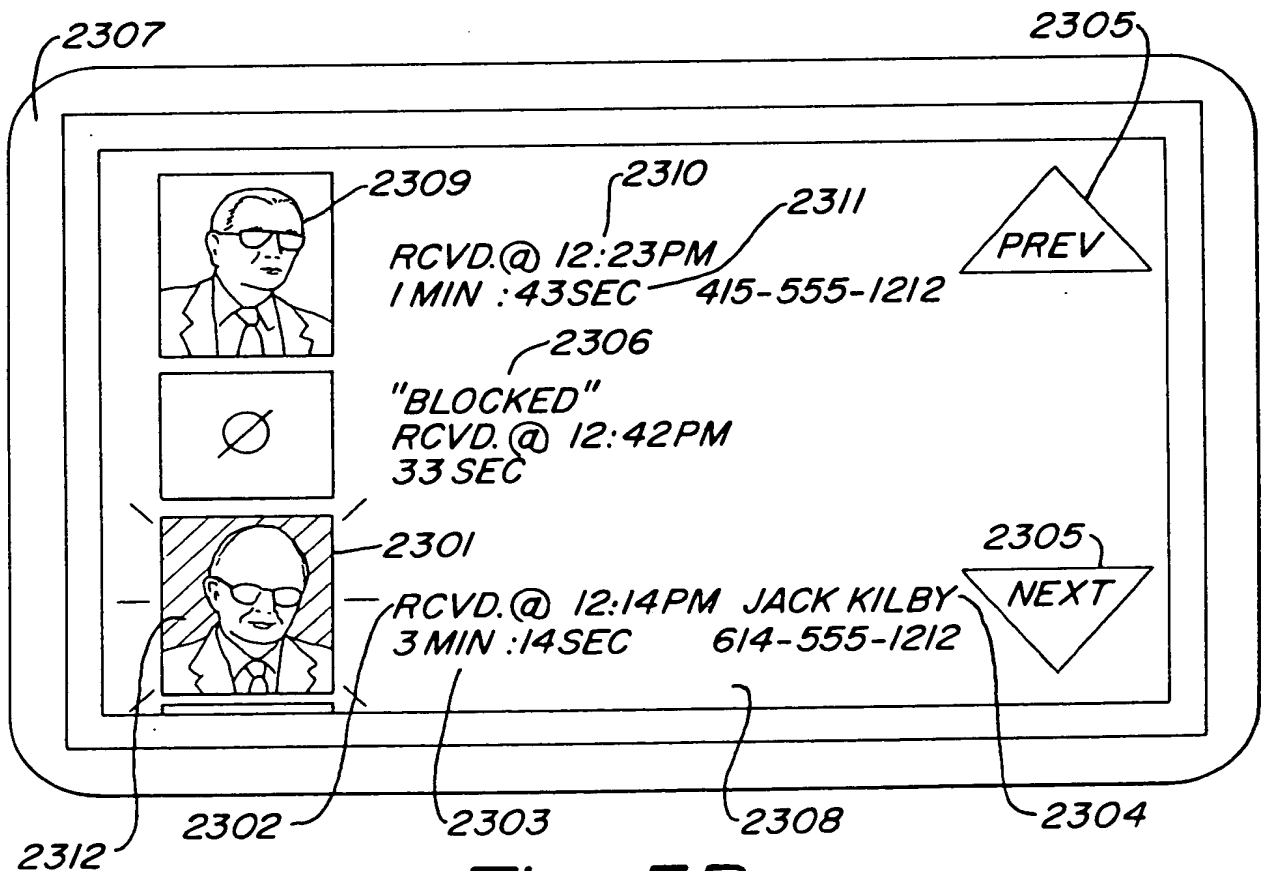 2307
2305
2309
2310
2311
RCVD.@ 12:23PM
1 MIN :43SEC 415-555-1212
PREV
2306
"BLOCKED"
RCVD. @ 12:42PM
33 SEC
2301
2305
RCVD.@ 12:14PM JACK KILBY
3 MIN :14SEC 614-555-1212
NEXT
2302
2303
2308
2304
2312